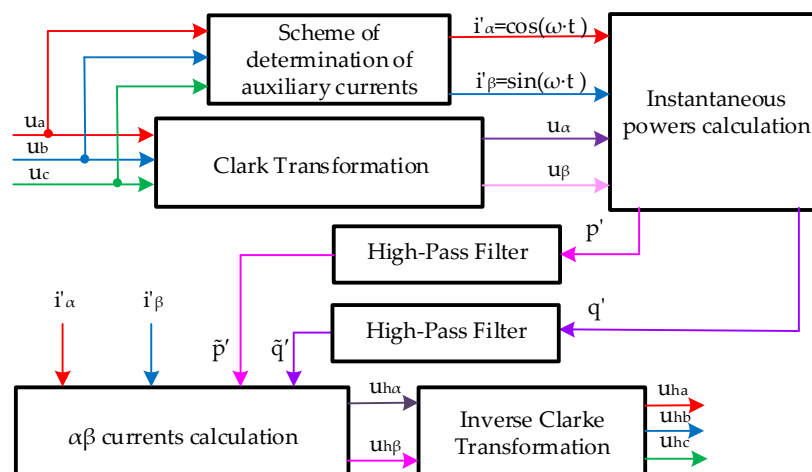 Scheme of
determination of
auxiliary currents
i'α=cos(ω·t)
i'β=sin(ω·t)
Instantaneous
powers calculation
ua
ub
uc
Clark Transformation
uα
uβ
High-Pass Filter
p'
High-Pass Filter
q'
i'α
i'β
p̃'
q̃'
αβ currents calculation
uhα
uhβ
Inverse Clarke
Transformation
uha
uhb
uhc